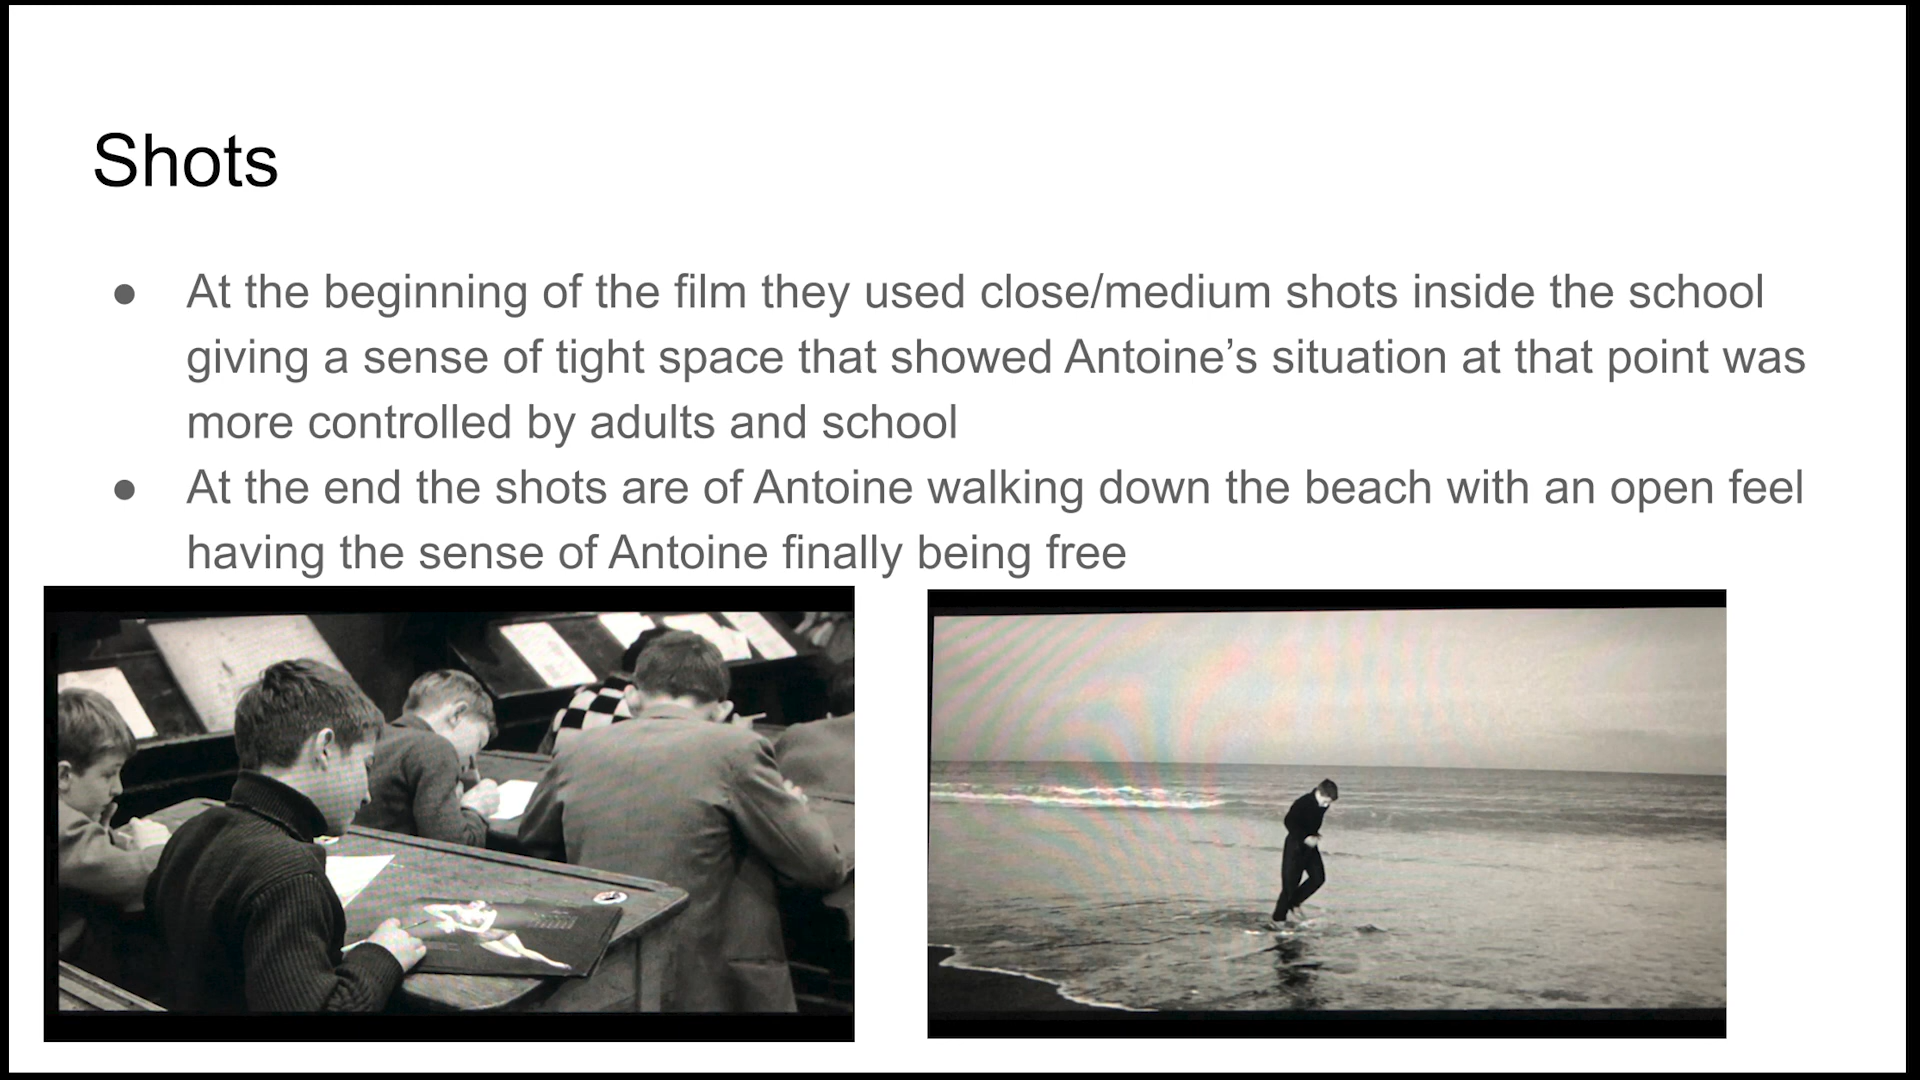 Shots
● At the beginning of the film they used close/medium shots inside the school
giving a sense of tight space that showed Antoine’s situation at that point was
more controlled by adults and school
● At the end the shots are of Antoine walking down the beach with an open feel
having the sense of Antoine finally being free